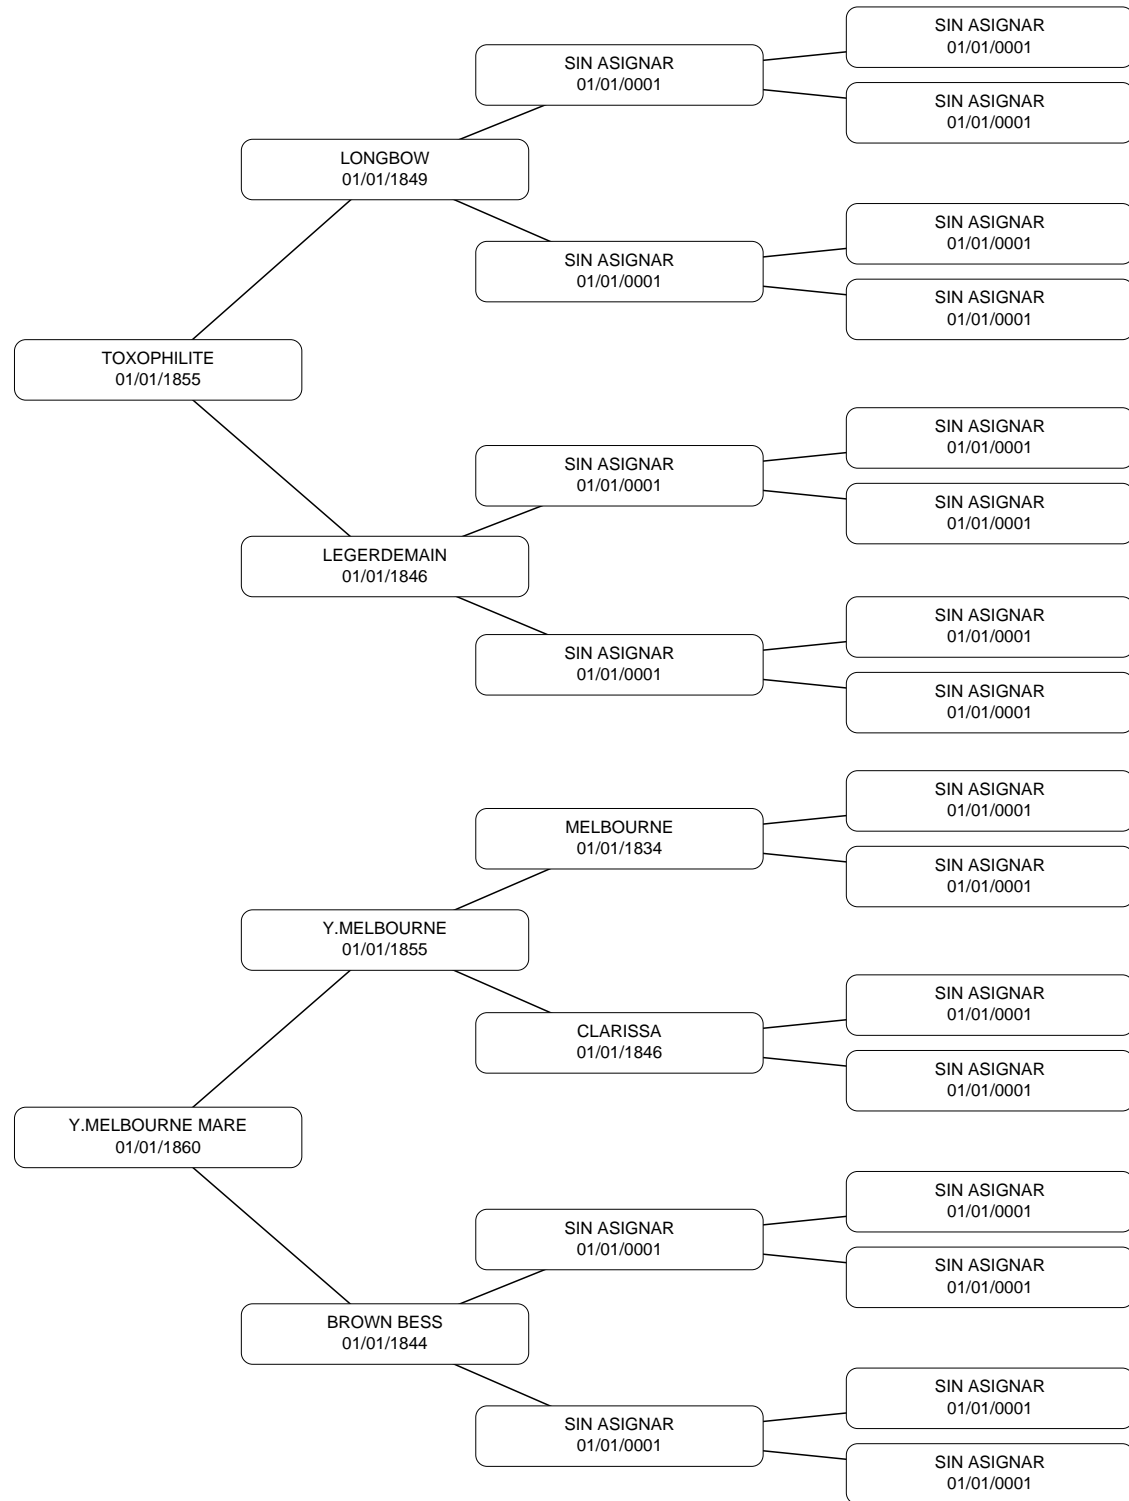 SIN ASIGNAR
01/01/0001
SIN ASIGNAR
01/01/0001
SIN ASIGNAR
01/01/0001
LONGBOW
01/01/1849
SIN ASIGNAR
01/01/0001
SIN ASIGNAR
01/01/0001
SIN ASIGNAR
01/01/0001
TOXOPHILITE
01/01/1855
SIN ASIGNAR
01/01/0001
SIN ASIGNAR
01/01/0001
SIN ASIGNAR
01/01/0001
LEGERDEMAIN
01/01/1846
SIN ASIGNAR
01/01/0001
SIN ASIGNAR
01/01/0001
SIN ASIGNAR
01/01/0001
SIN ASIGNAR
01/01/0001
MELBOURNE
01/01/1834
SIN ASIGNAR
01/01/0001
Y.MELBOURNE
01/01/1855
SIN ASIGNAR
01/01/0001
CLARISSA
01/01/1846
SIN ASIGNAR
01/01/0001
Y.MELBOURNE MARE
01/01/1860
SIN ASIGNAR
01/01/0001
SIN ASIGNAR
01/01/0001
SIN ASIGNAR
01/01/0001
BROWN BESS
01/01/1844
SIN ASIGNAR
01/01/0001
SIN ASIGNAR
01/01/0001
SIN ASIGNAR
01/01/0001